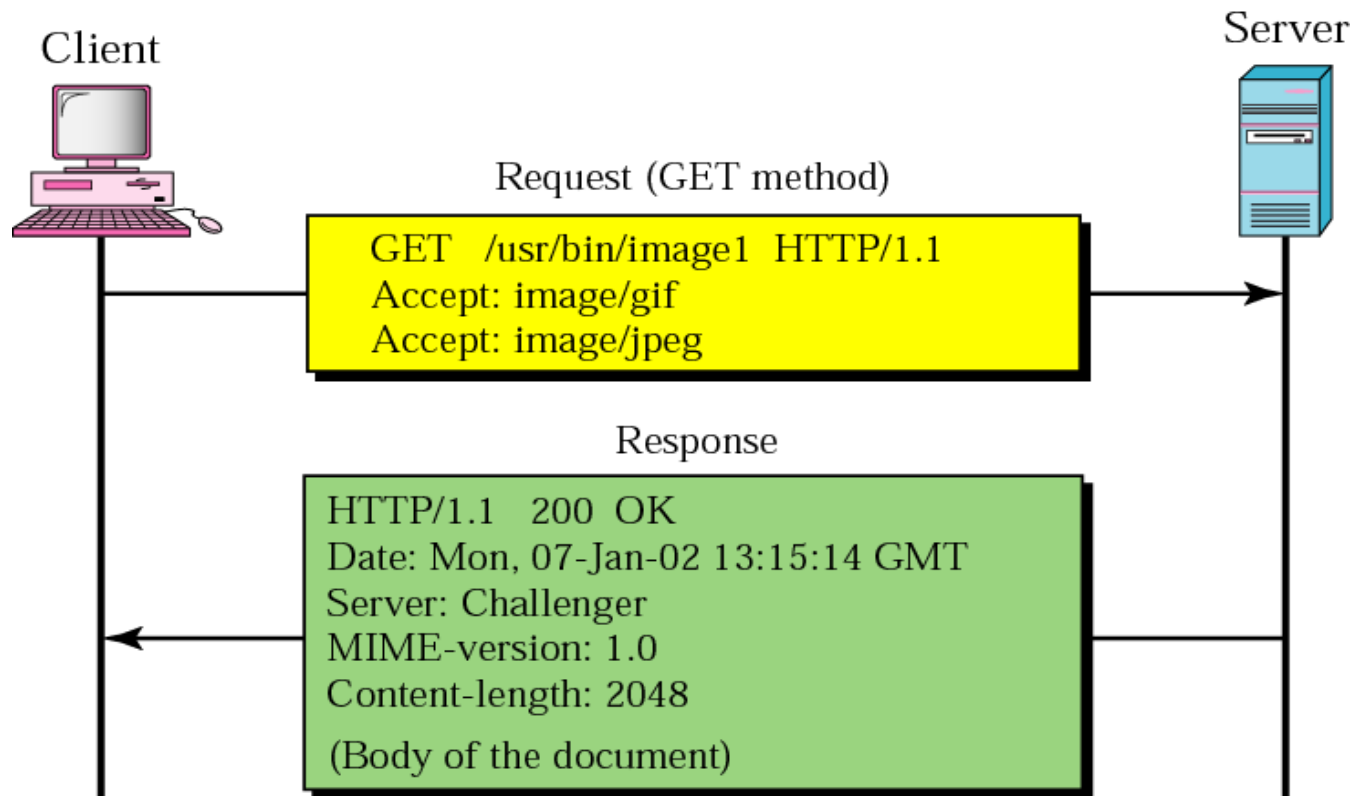 Client
Server
Request (GET method)
GET /usr/bin/image1 HTTP/1.1
Accept: image/gif
Accept: image/jpeg
Response
HTTP/1.1 200 OK
Date: Mon, 07-Jan-02 13:15:14 GMT
Server: Challenger
MIME-version: 1.0
Content-length: 2048
(Body of the document)